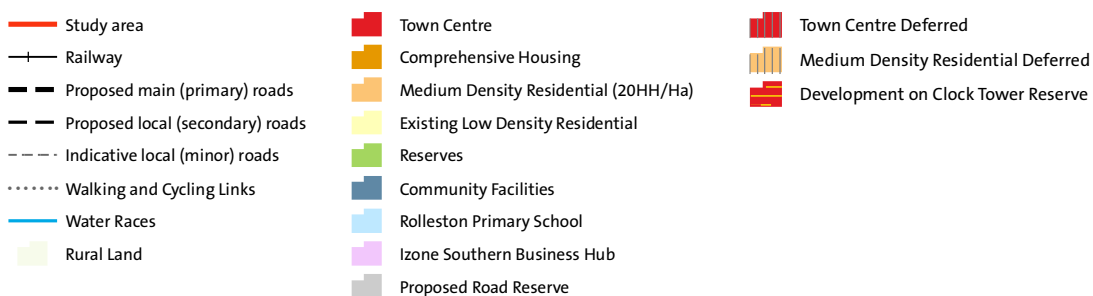 Study area
Railway
Proposed main (primary) roads
Proposed local (secondary) roads
Indicative local (minor) roads
Walking and Cycling Links
Water Races
Rural Land
Town Centre
Comprehensive Housing
Medium Density Residential (20HH/Ha)
Existing Low Density Residential
Reserves
Community Facilities
Rolleston Primary School
Izone Southern Business Hub
Proposed Road Reserve
Town Centre Deferred
Medium Density Residential Deferred
Development on Clock Tower Reserve